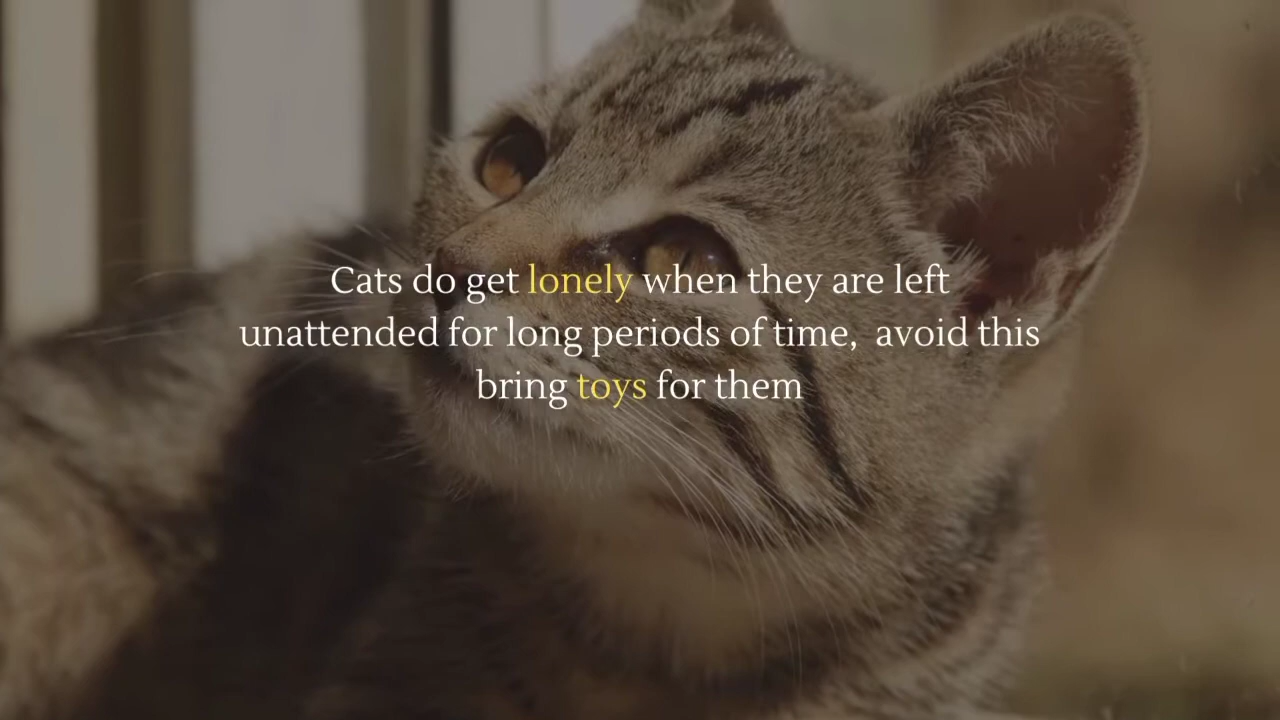 Cats do get lonely when they are left
unattended for long periods of time,  avoid this
bring toys for them